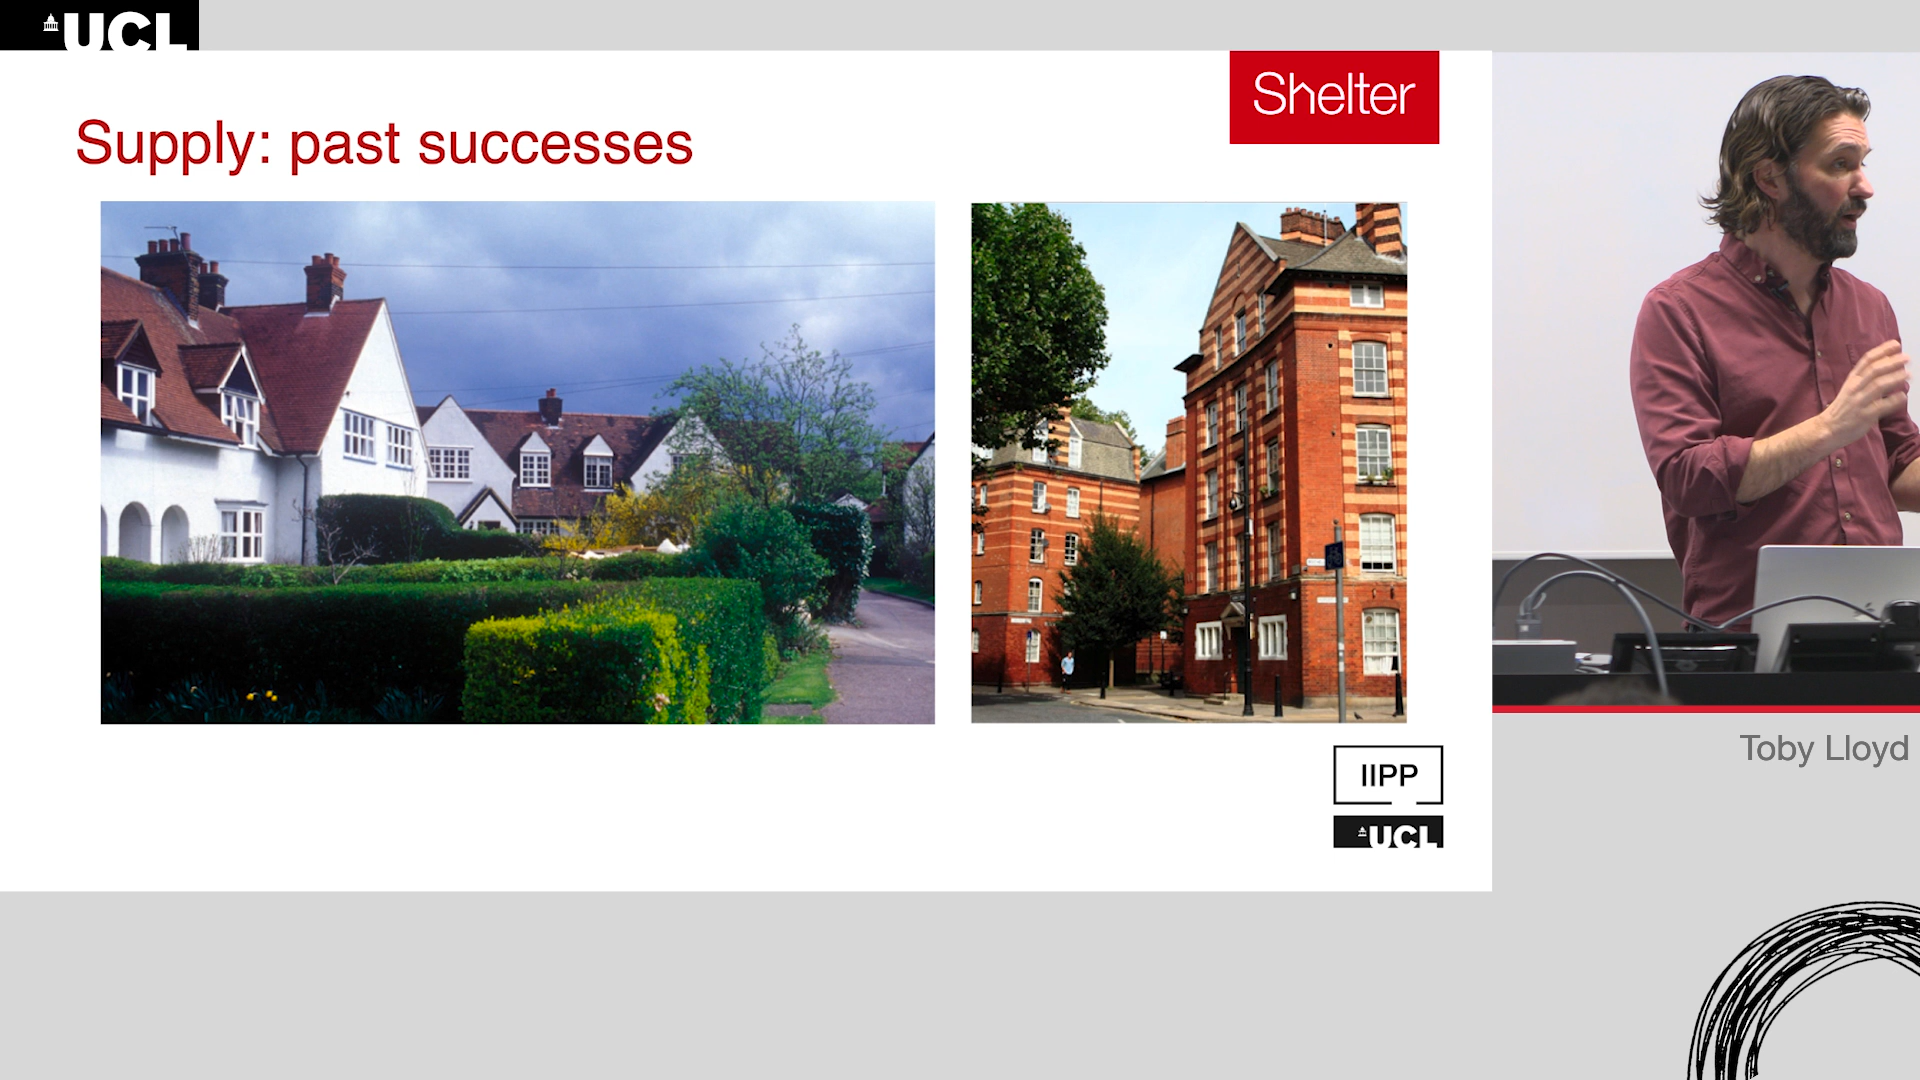 UCL
Shelter
Supply: past successes
Toby Lloyd
IIPP
UCL